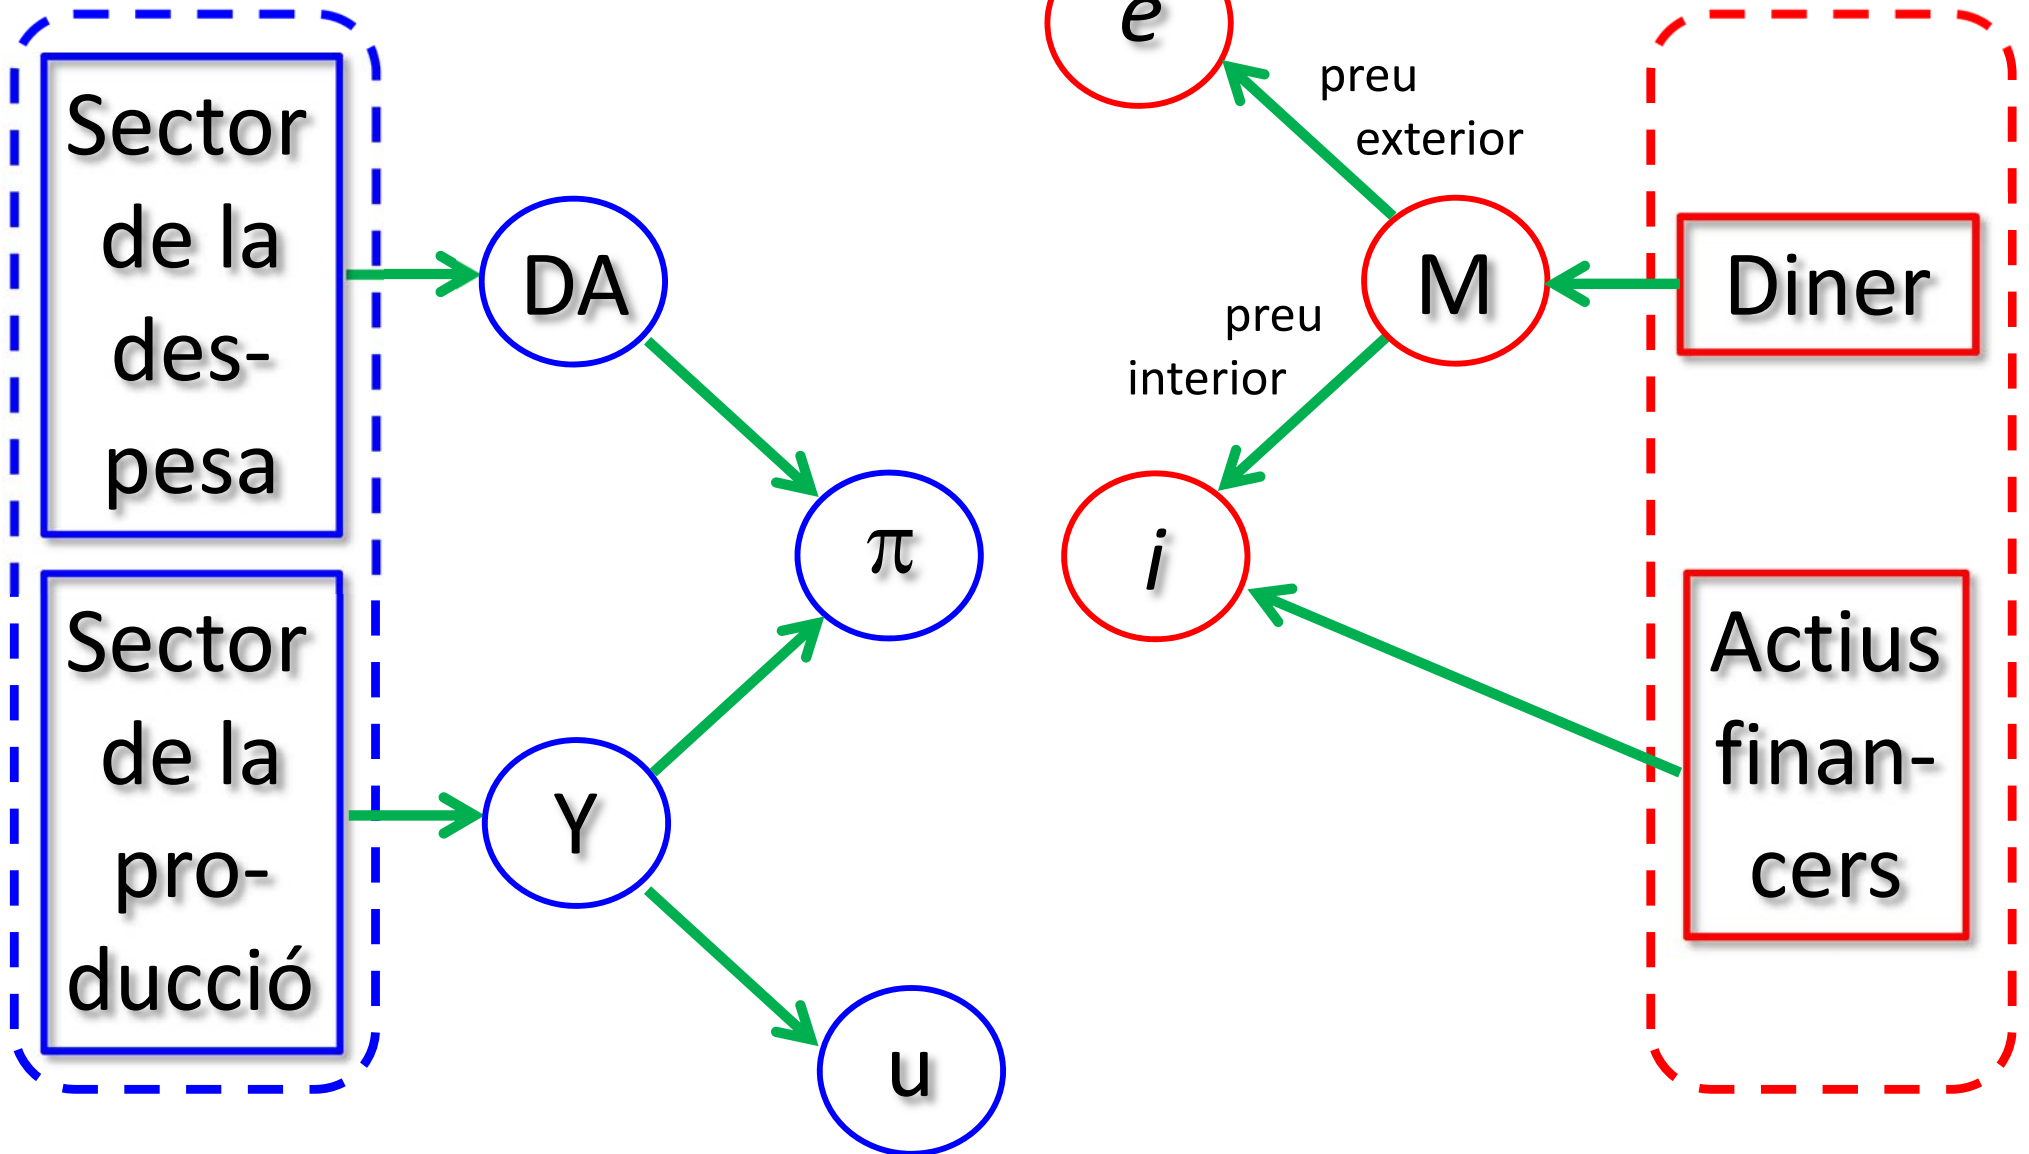 Sector
de la
des-
pesa
Sector
de la
pro-
ducció
DA
Y
π
u
e
preu
exterior
M
preu
interior
i
Diner
Actius
finan-
cers